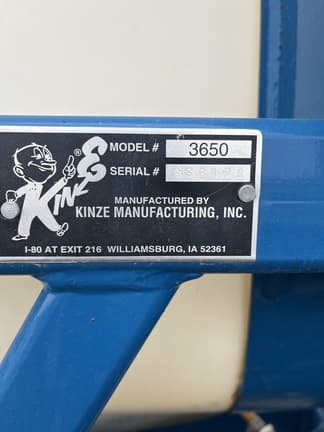 KINZE ®
MODEL # 3650
SERIAL #
MANUFACTURED BY
KINZE MANUFACTURING, INC.
I-80 AT EXIT 216 WILLIAMSBURG, IA 52361